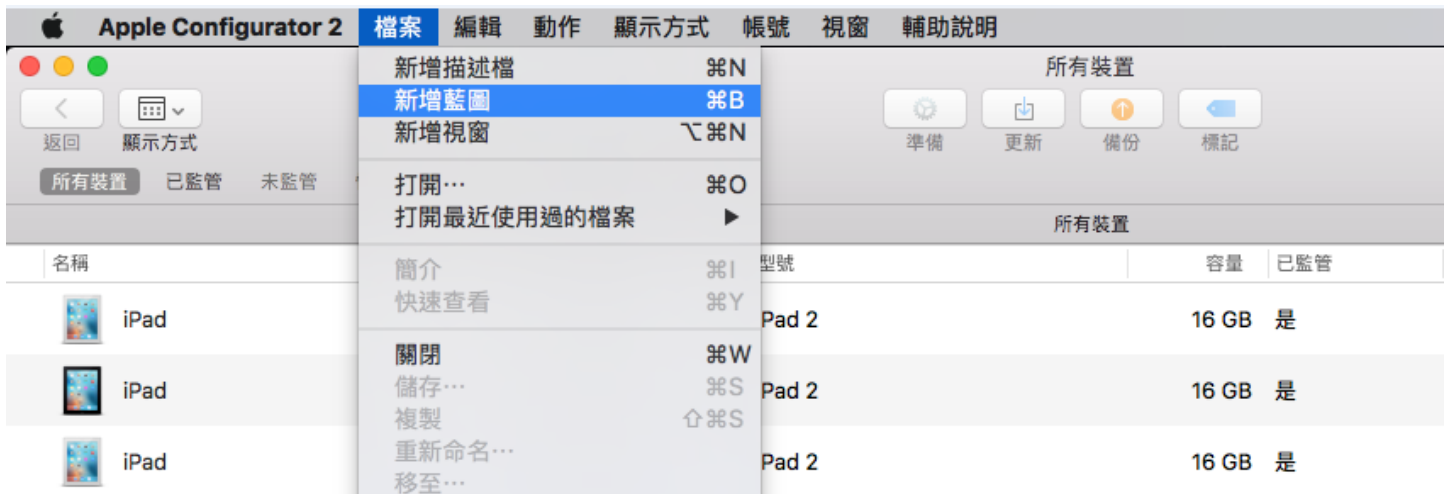 Apple Configurator 2 檔案 編輯 動作 顯示方式 帳號 視窗 輔助說明
新增描述檔 ⌘N
新增藍圖 ⌘B
新增視窗 ⌥⌘N
打開… ⌘O
打開最近使用過的檔案 ▶
簡介 ⌘I
快速查看 ⌘Y
關閉 ⌘W
儲存… ⌘S
複製 ⇧⌘S
重新命名…
移至…
所有裝置
返回 顯示方式 準備 更新 備份 標記
所有裝置 已監管 未監管
所有裝置
名稱 型號 容量 已監管
iPad Pad 2 16 GB 是
iPad Pad 2 16 GB 是
iPad Pad 2 16 GB 是